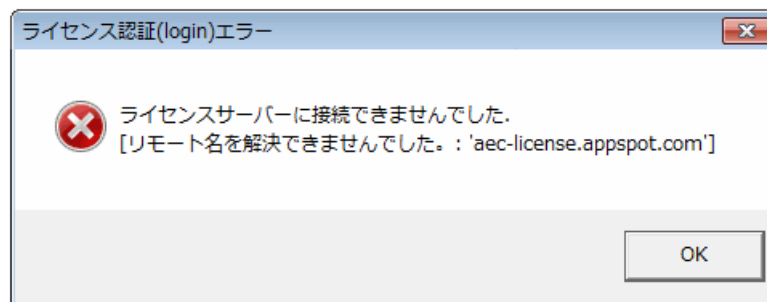 ライセンス認証(login)エラー
ライセンスサーバーに接続できませんでした.
[リモート名を解決できませんでした。: 'aec-license.appspot.com']
OK